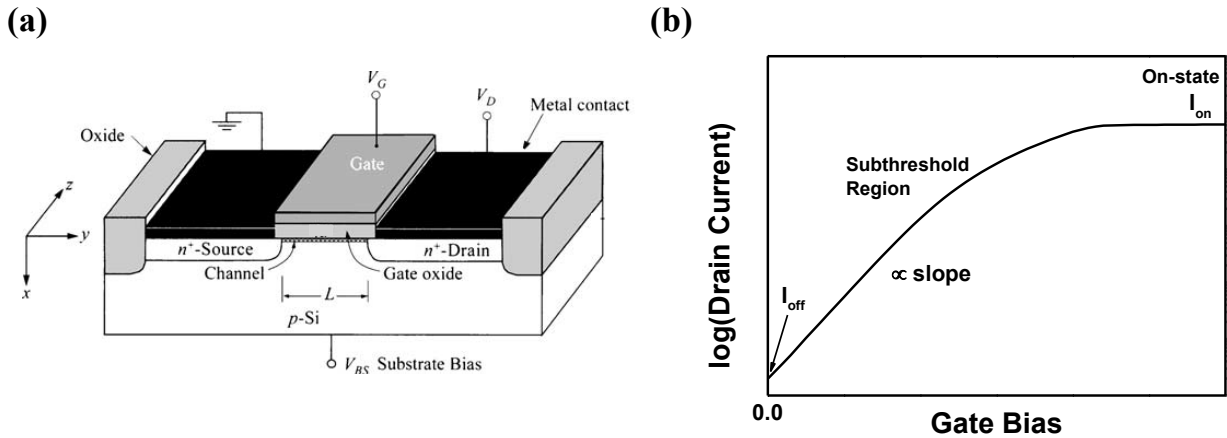 (a)
V_G
V_D
Metal contact
Oxide
Gate
z
y
x
n⁺-Source
n⁺-Drain
Channel
Gate oxide
L
p-Si
V_BS Substrate Bias
(b)
On-state
I_on
Subthreshold
Region
∝ slope
I_off
log(Drain Current)
0.0
Gate Bias